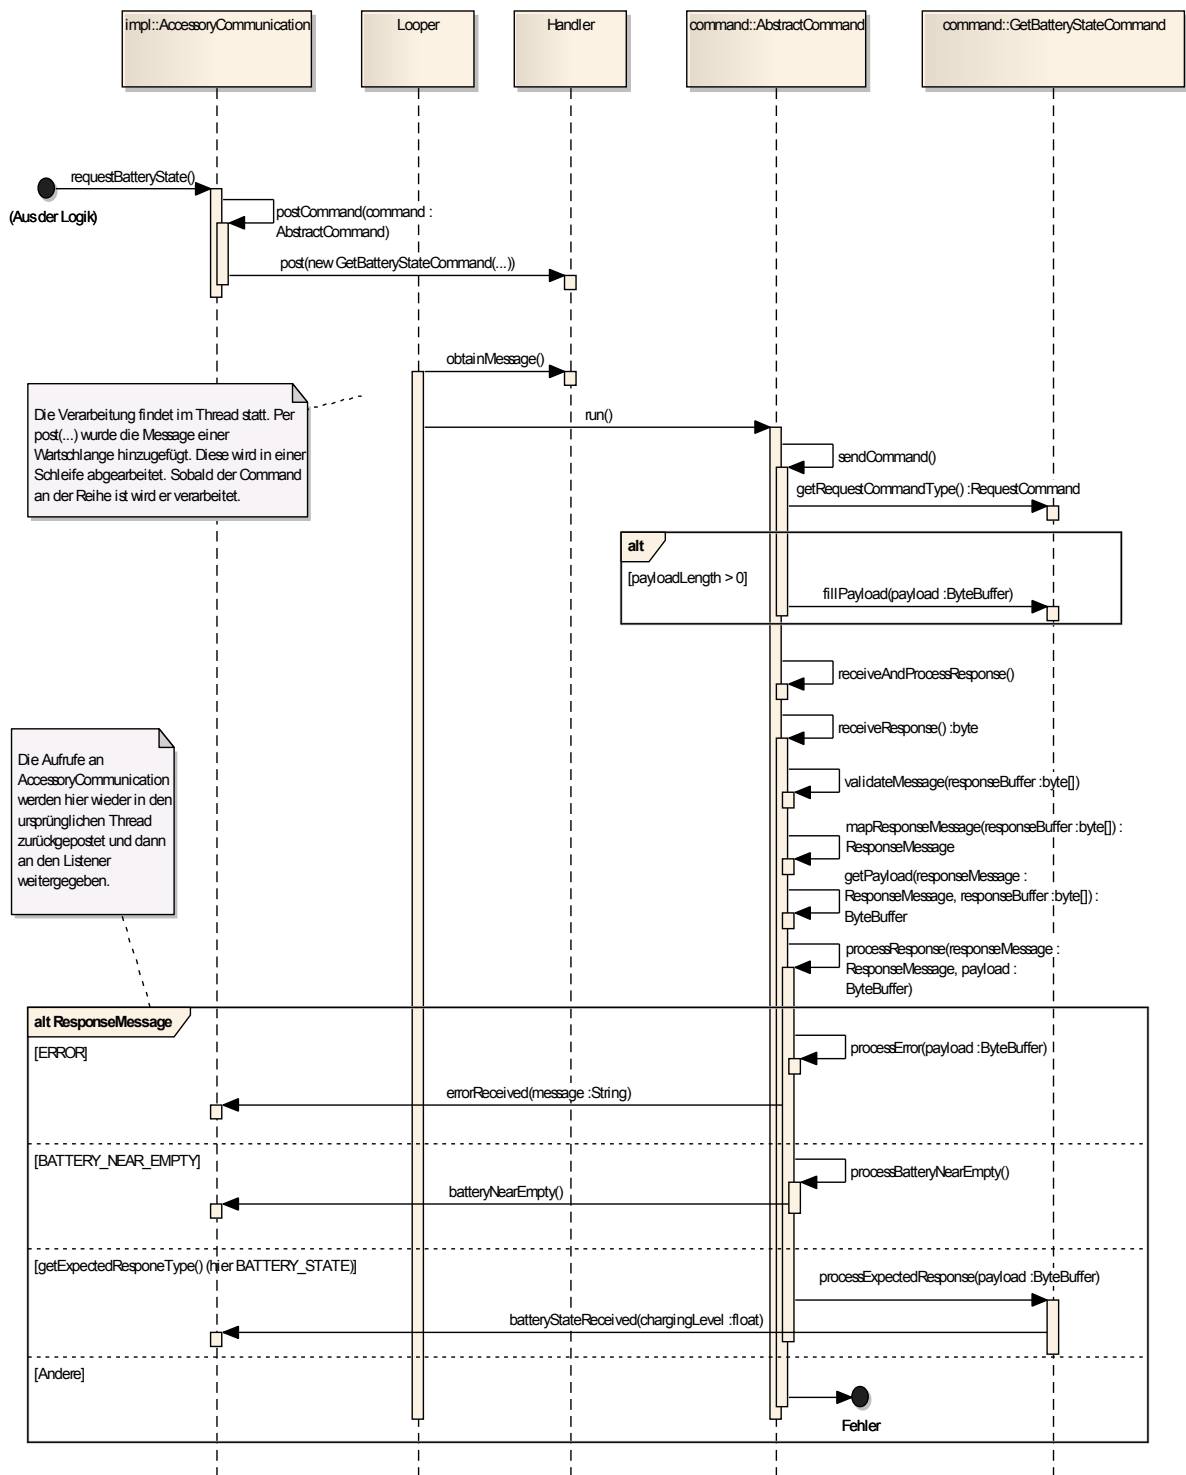 impl::AccessoryCommunication
Looper
Handler
command::AbstractCommand
command::GetBatteryStateCommand
requestBatteryState()
(Aus der Logik)
postCommand(command :
AbstractCommand)
post(new GetBatteryStateCommand(...))
obtainMessage()
Die Verarbeitung findet im Thread statt. Per
post(...) wurde die Message einer
Wartschlange hinzugefügt. Diese wird in einer
Schleife abgearbeitet. Sobald der Command
an der Reihe ist wird er verarbeitet.
run()
sendCommand()
getRequestCommandType() :RequestCommand
alt
[payloadLength > 0]
fillPayload(payload :ByteBuffer)
receiveAndProcessResponse()
receiveResponse() :byte
Die Aufrufe an
AccessoryCommunication
werden hier wieder in den
ursprünglichen Thread
zurückgepostet und dann
an den Listener
weitergegeben.
validateMessage(responseBuffer :byte[])
mapResponseMessage(responseBuffer :byte[]) :
ResponseMessage
getPayload(responseMessage :
ResponseMessage, responseBuffer :byte[]) :
ByteBuffer
processResponse(responseMessage :
ResponseMessage, payload :
ByteBuffer)
alt ResponseMessage
[ERROR]
processError(payload :ByteBuffer)
errorReceived(message :String)
[BATTERY_NEAR_EMPTY]
processBatteryNearEmpty()
batteryNearEmpty()
[getExpectedResponeType() (hier BATTERY_STATE)]
processExpectedResponse(payload :ByteBuffer)
batteryStateReceived(chargingLevel :float)
[Andere]
Fehler